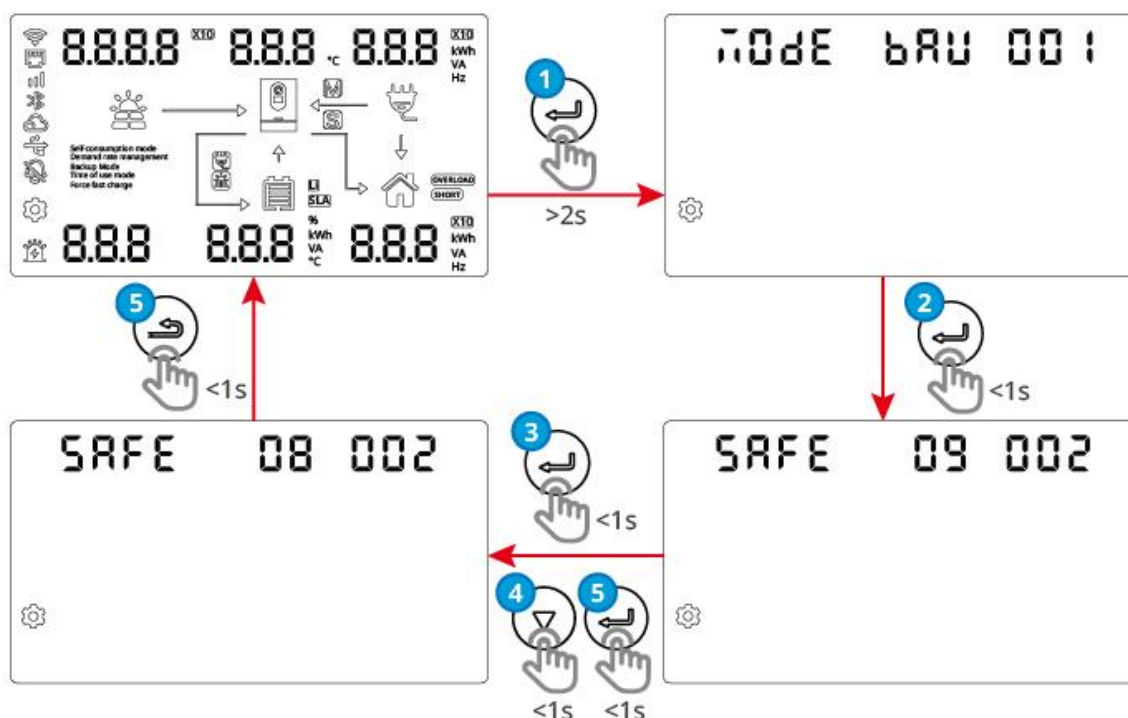 8.8.8.8 X10 8.8.8 °C 8.8.8 X10
kWh
VA
Hz
M
S
Self-consumption mode
Demand rate management
Backup Mode
Time of use mode
Force fast charge
LI
SLA
OVERLOAD
SHORT
8.8.8 8.8.8 8.8.8
%
kWh
VA
°C
X10
kWh
VA
Hz
1
>2s
MODE bAU 001
2
<1s
SAFE 09 002
3
<1s
4 5
<1s <1s
SAFE 08 002
5
<1s